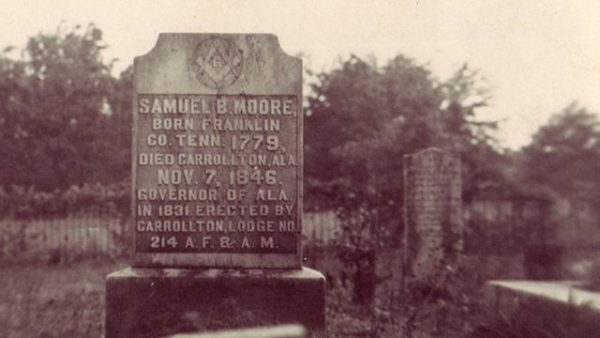 G
SAMUEL B. MOORE,
BORN FRANKLIN
CO. TENN. 1779,
DIED CARROLLTON, ALA.
NOV. 7, 1846.
GOVERNOR OF ALA.
IN 1831. ERECTED BY
CARROLLTON, LODGE NO.
214 A. F. & A. M.